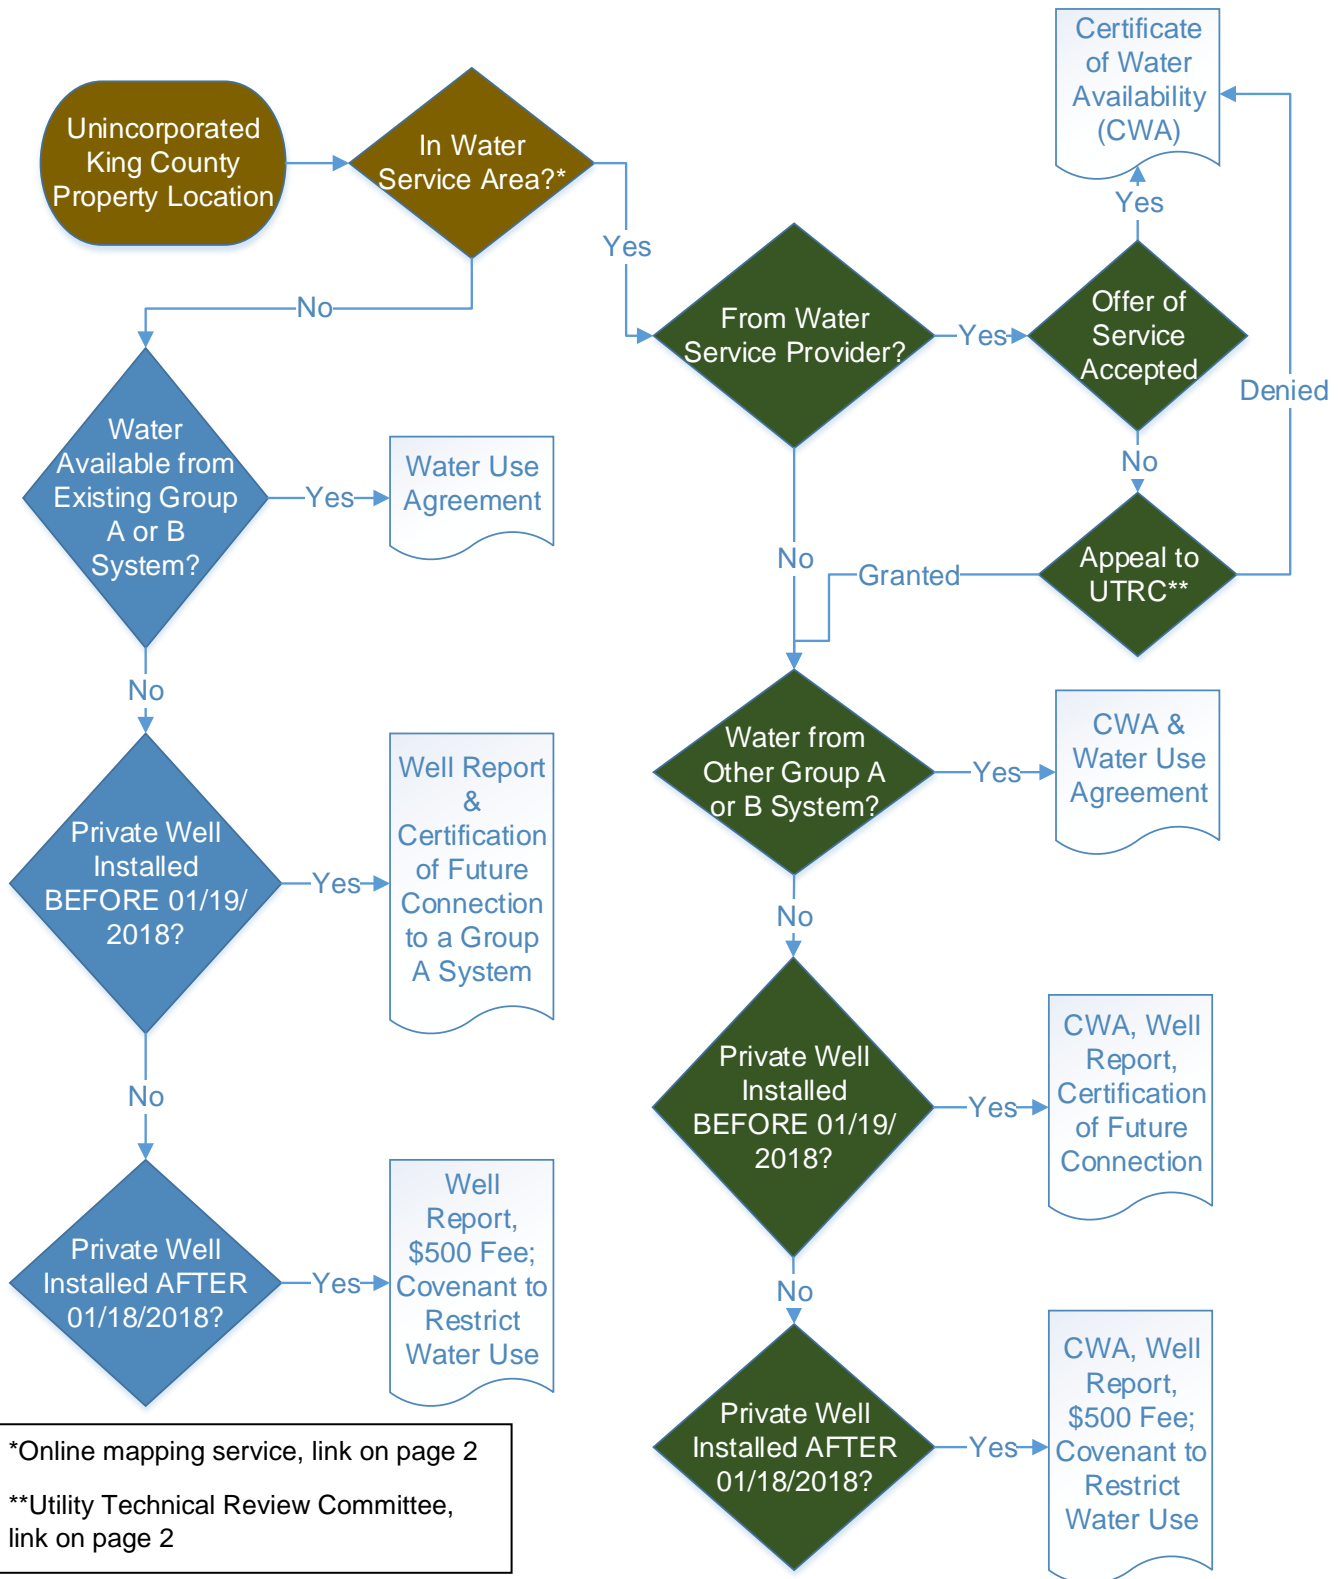 Unincorporated
King County
Property Location
In Water
Service Area?*
Yes
No
From Water
Service Provider?
Yes
Offer of
Service
Accepted
Yes
Certificate
of Water
Availability
(CWA)
No
Appeal to
UTRC**
Denied
Granted
No
Water
Available from
Existing Group
A or B
System?
Yes
Water Use
Agreement
No
Private Well
Installed
BEFORE 01/19/
2018?
Yes
Well Report
&
Certification
of Future
Connection
to a Group
A System
No
Private Well
Installed AFTER
01/18/2018?
Yes
Well
Report,
$500 Fee;
Covenant to
Restrict
Water Use
Water from
Other Group A
or B System?
Yes
CWA &
Water Use
Agreement
No
Private Well
Installed
BEFORE 01/19/
2018?
Yes
CWA, Well
Report,
Certification
of Future
Connection
No
Private Well
Installed AFTER
01/18/2018?
Yes
CWA, Well
Report,
$500 Fee;
Covenant to
Restrict
Water Use
*Online mapping service, link on page 2
**Utility Technical Review Committee,
link on page 2